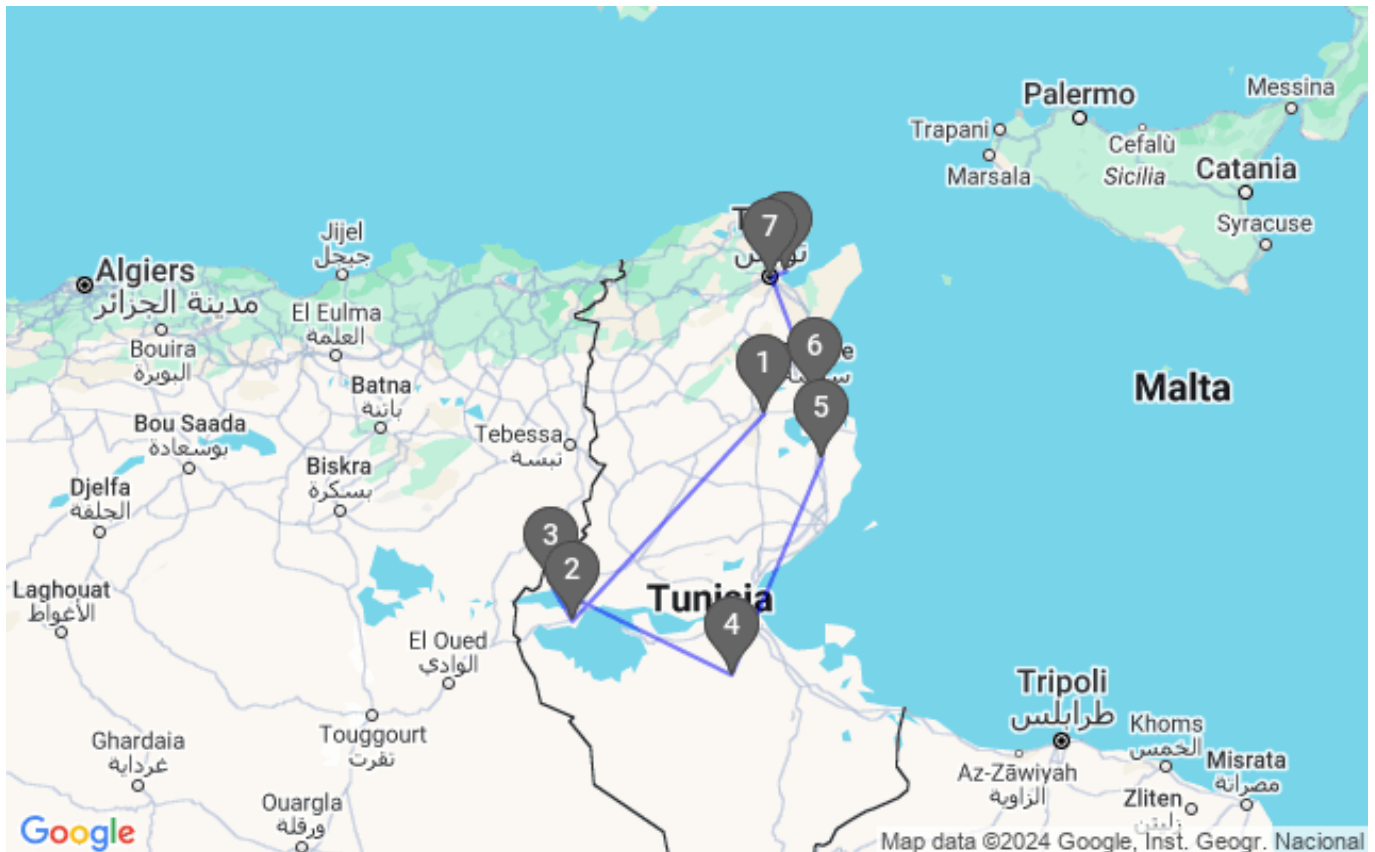 Palermo
Messina
Trapani
Cefalù
Marsala
Sicilia
Catania
Syracuse
Jijel
جيجل
7
Algiers
مدينة الجزائر
El Eulma
العلمة
Bouira
البويرة
6
1
Malta
Batna
باتنة
5
Bou Saada
بوسعادة
Tebessa
تبسة
Biskra
بسكرة
Djelfa
الجلفة
3
2
Laghouat
الأغواط
Tunisia
4
El Oued
الوادي
Tripoli
طرابلس
Khoms
الخمس
Touggourt
تقرت
Ghardaia
غرداية
Az-Zāwiyah
الزاوية
Misrata
مصراتة
Zliten
زليتن
Ouargla
ورقلة
Google
Map data ©2024 Google, Inst. Geogr. Nacional